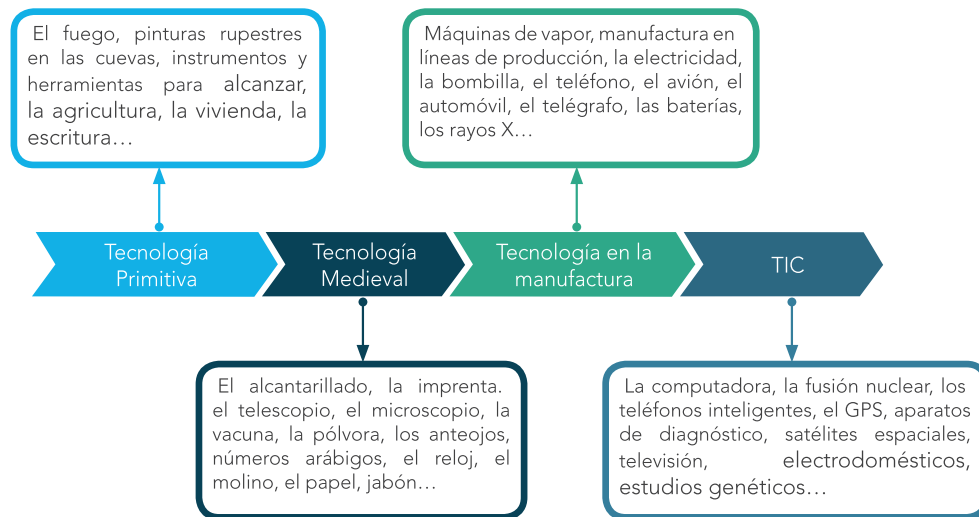 El fuego, pinturas rupestres
en las cuevas, instrumentos y
herramientas para alcanzar,
la agricultura, la vivienda, la
escritura…
Máquinas de vapor, manufactura en
líneas de producción, la electricidad,
la bombilla, el teléfono, el avión, el
automóvil, el telégrafo, las baterías,
los rayos X…
Tecnología
Primitiva
Tecnología
Medieval
Tecnología en la
manufactura
TIC
El alcantarillado, la imprenta.
el telescopio, el microscopio, la
vacuna, la pólvora, los anteojos,
números arábigos, el reloj, el
molino, el papel, jabón…
La computadora, la fusión nuclear, los
teléfonos inteligentes, el GPS, aparatos
de diagnóstico, satélites espaciales,
televisión, electrodomésticos,
estudios genéticos…